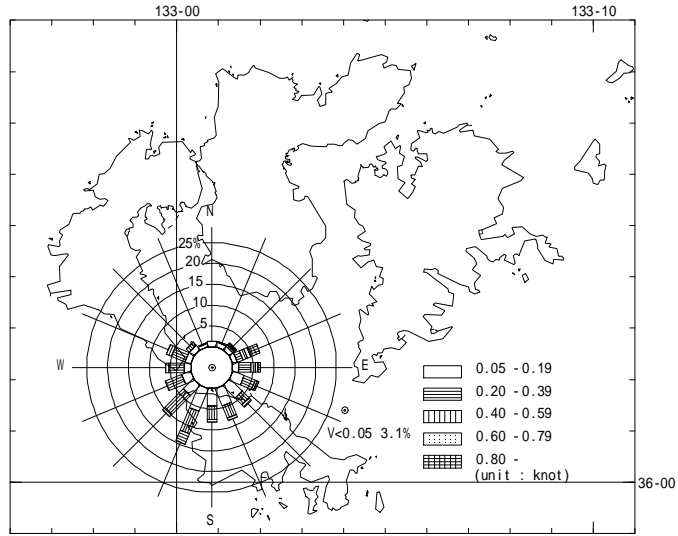 133-00 133-10
N
25%
20
15
10
5
W E
0.05 - 0.19
0.20 - 0.39
0.40 - 0.59
V<0.05 3.1%
0.60 - 0.79
0.80 -
(unit : knot)
36-00
S